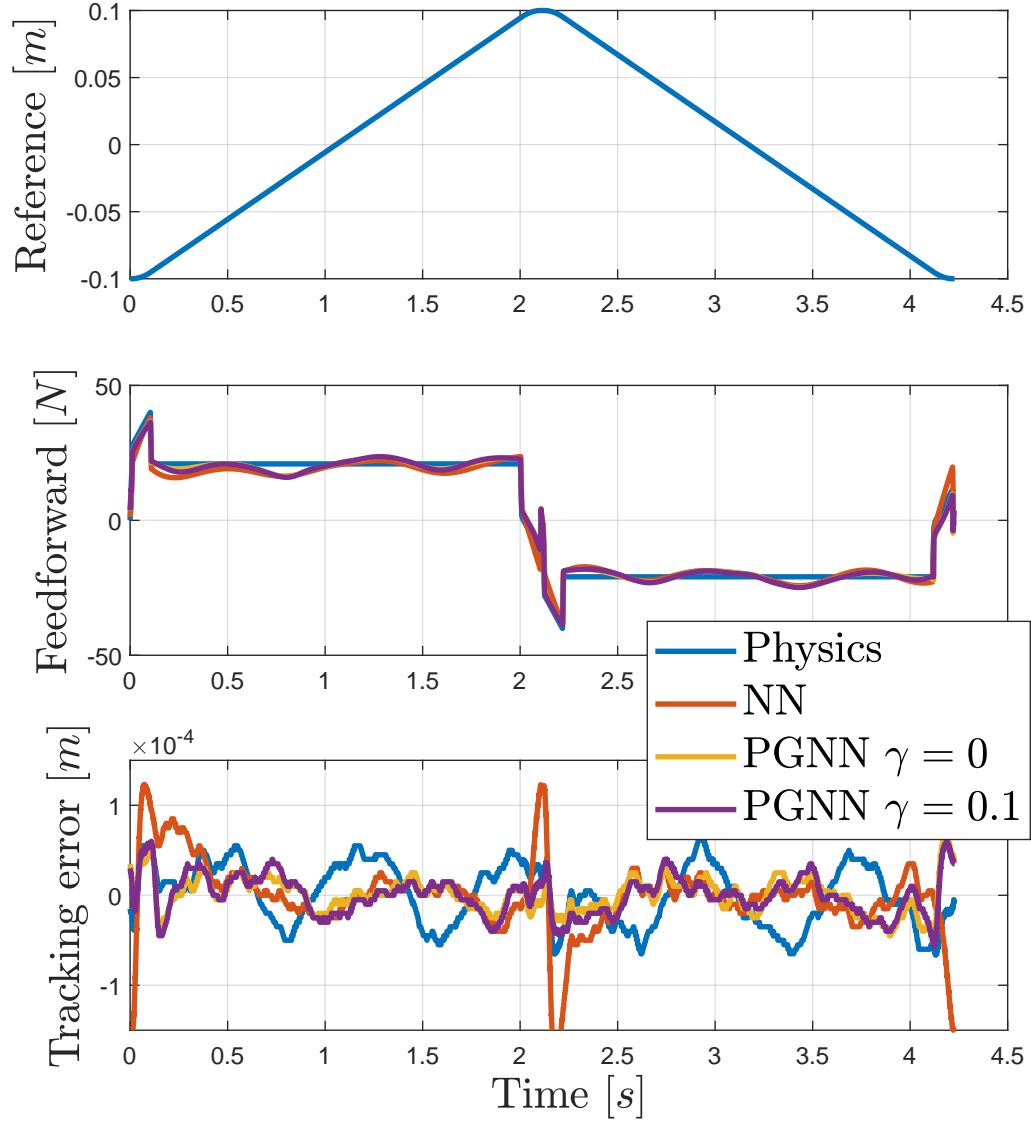 Reference [m]
0.1
0.05
0
-0.05
-0.1
0 0.5 1 1.5 2 2.5 3 3.5 4 4.5
Feedforward [N]
50
0
-50
0 0.5 1 1.5 2 2.5
Physics
NN
PGNN γ = 0
PGNN γ = 0.1
Tracking error [m]
×10-4
1
0
-1
0 0.5 1 1.5 2 2.5 3 3.5 4 4.5
Time [s]